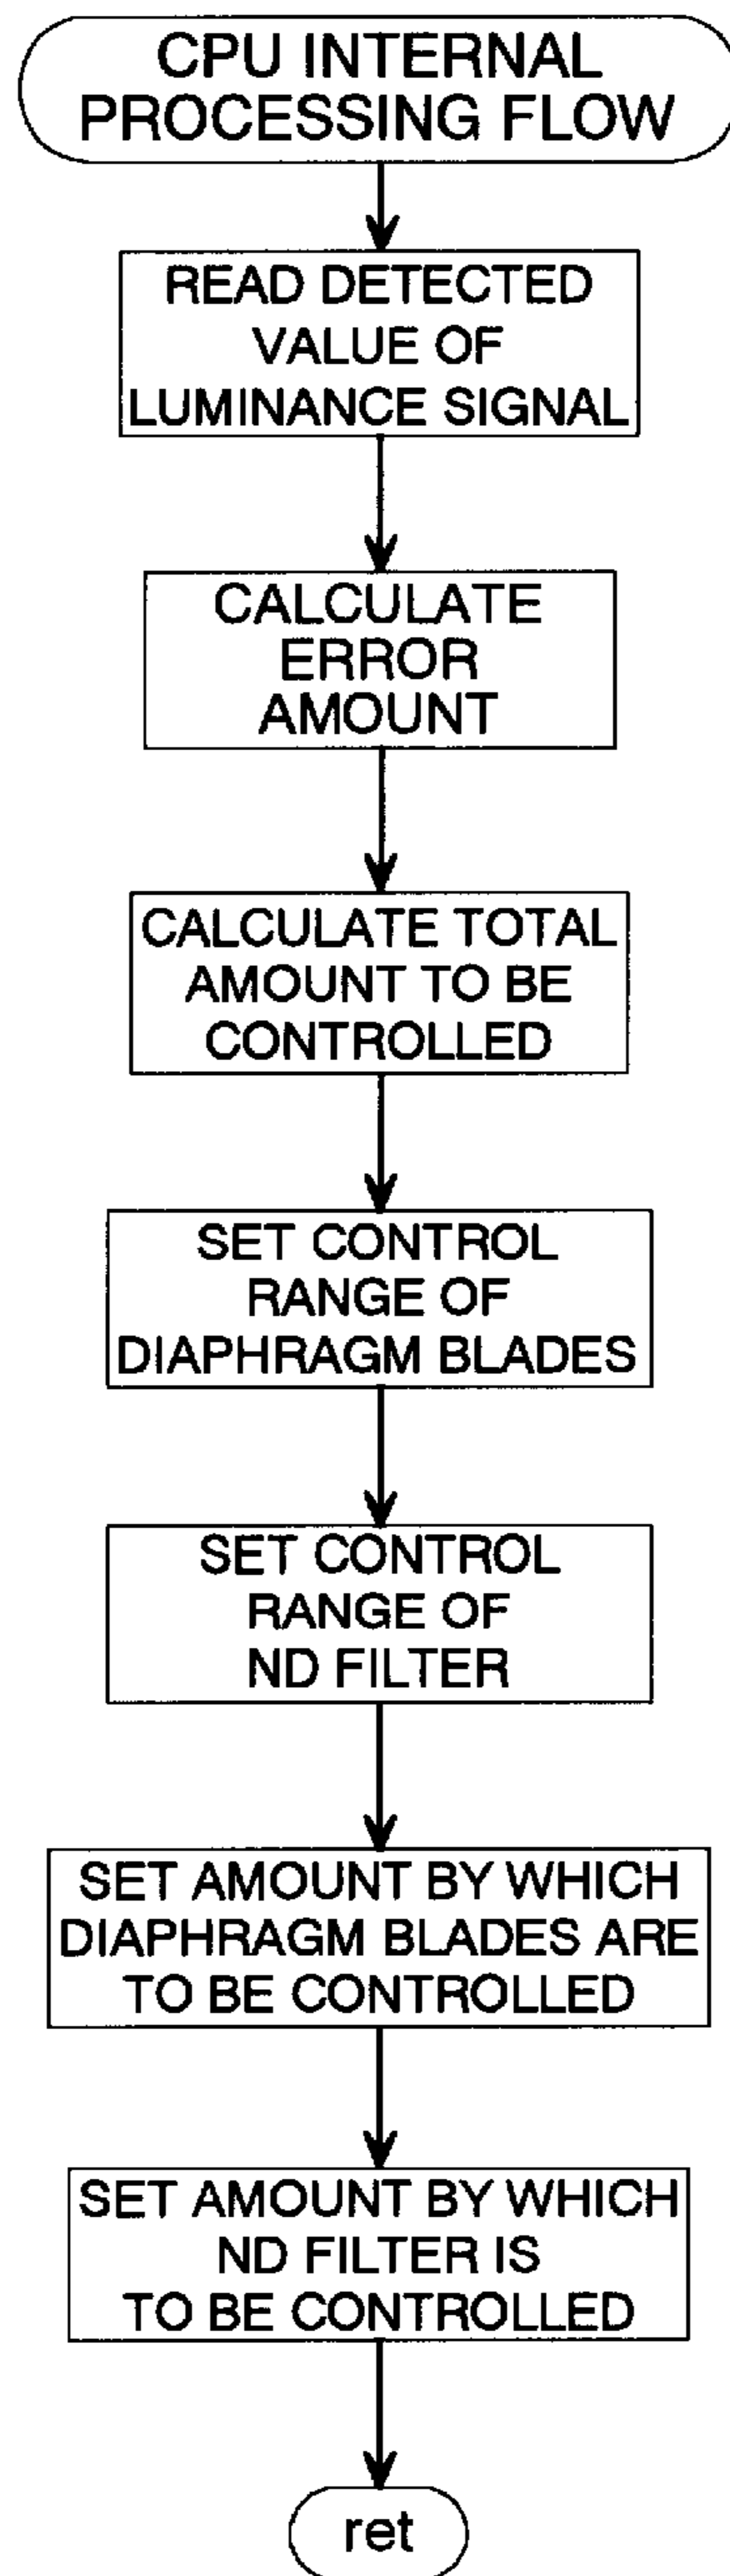 CPU INTERNAL
PROCESSING FLOW
READ DETECTED
VALUE OF
LUMINANCE SIGNAL
CALCULATE
ERROR
AMOUNT
CALCULATE TOTAL
AMOUNT TO BE
CONTROLLED
SET CONTROL
RANGE OF
DIAPHRAGM BLADES
SET CONTROL
RANGE OF
ND FILTER
SET AMOUNT BY WHICH
DIAPHRAGM BLADES ARE
TO BE CONTROLLED
SET AMOUNT BY WHICH
ND FILTER IS
TO BE CONTROLLED
ret